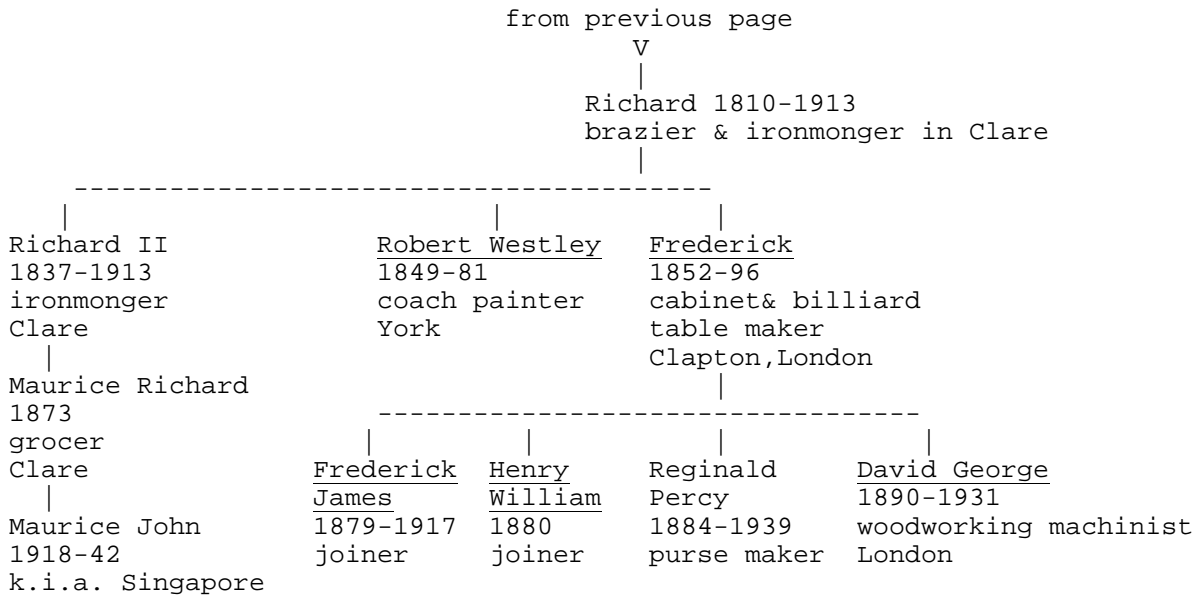 from previous page
V
Richard 1810-1913
brazier & ironmonger in Clare
Richard II
1837-1913
ironmonger
Clare
Robert Westley
1849-81
coach painter
York
Frederick
1852-96
cabinet& billiard
table maker
Clapton,London
Maurice Richard
1873
grocer
Clare
Maurice John
1918-42
k.i.a. Singapore
Frederick
James
1879-1917
joiner
Henry
William
1880
joiner
Reginald
Percy
1884-1939
purse maker
David George
1890-1931
woodworking machinist
London